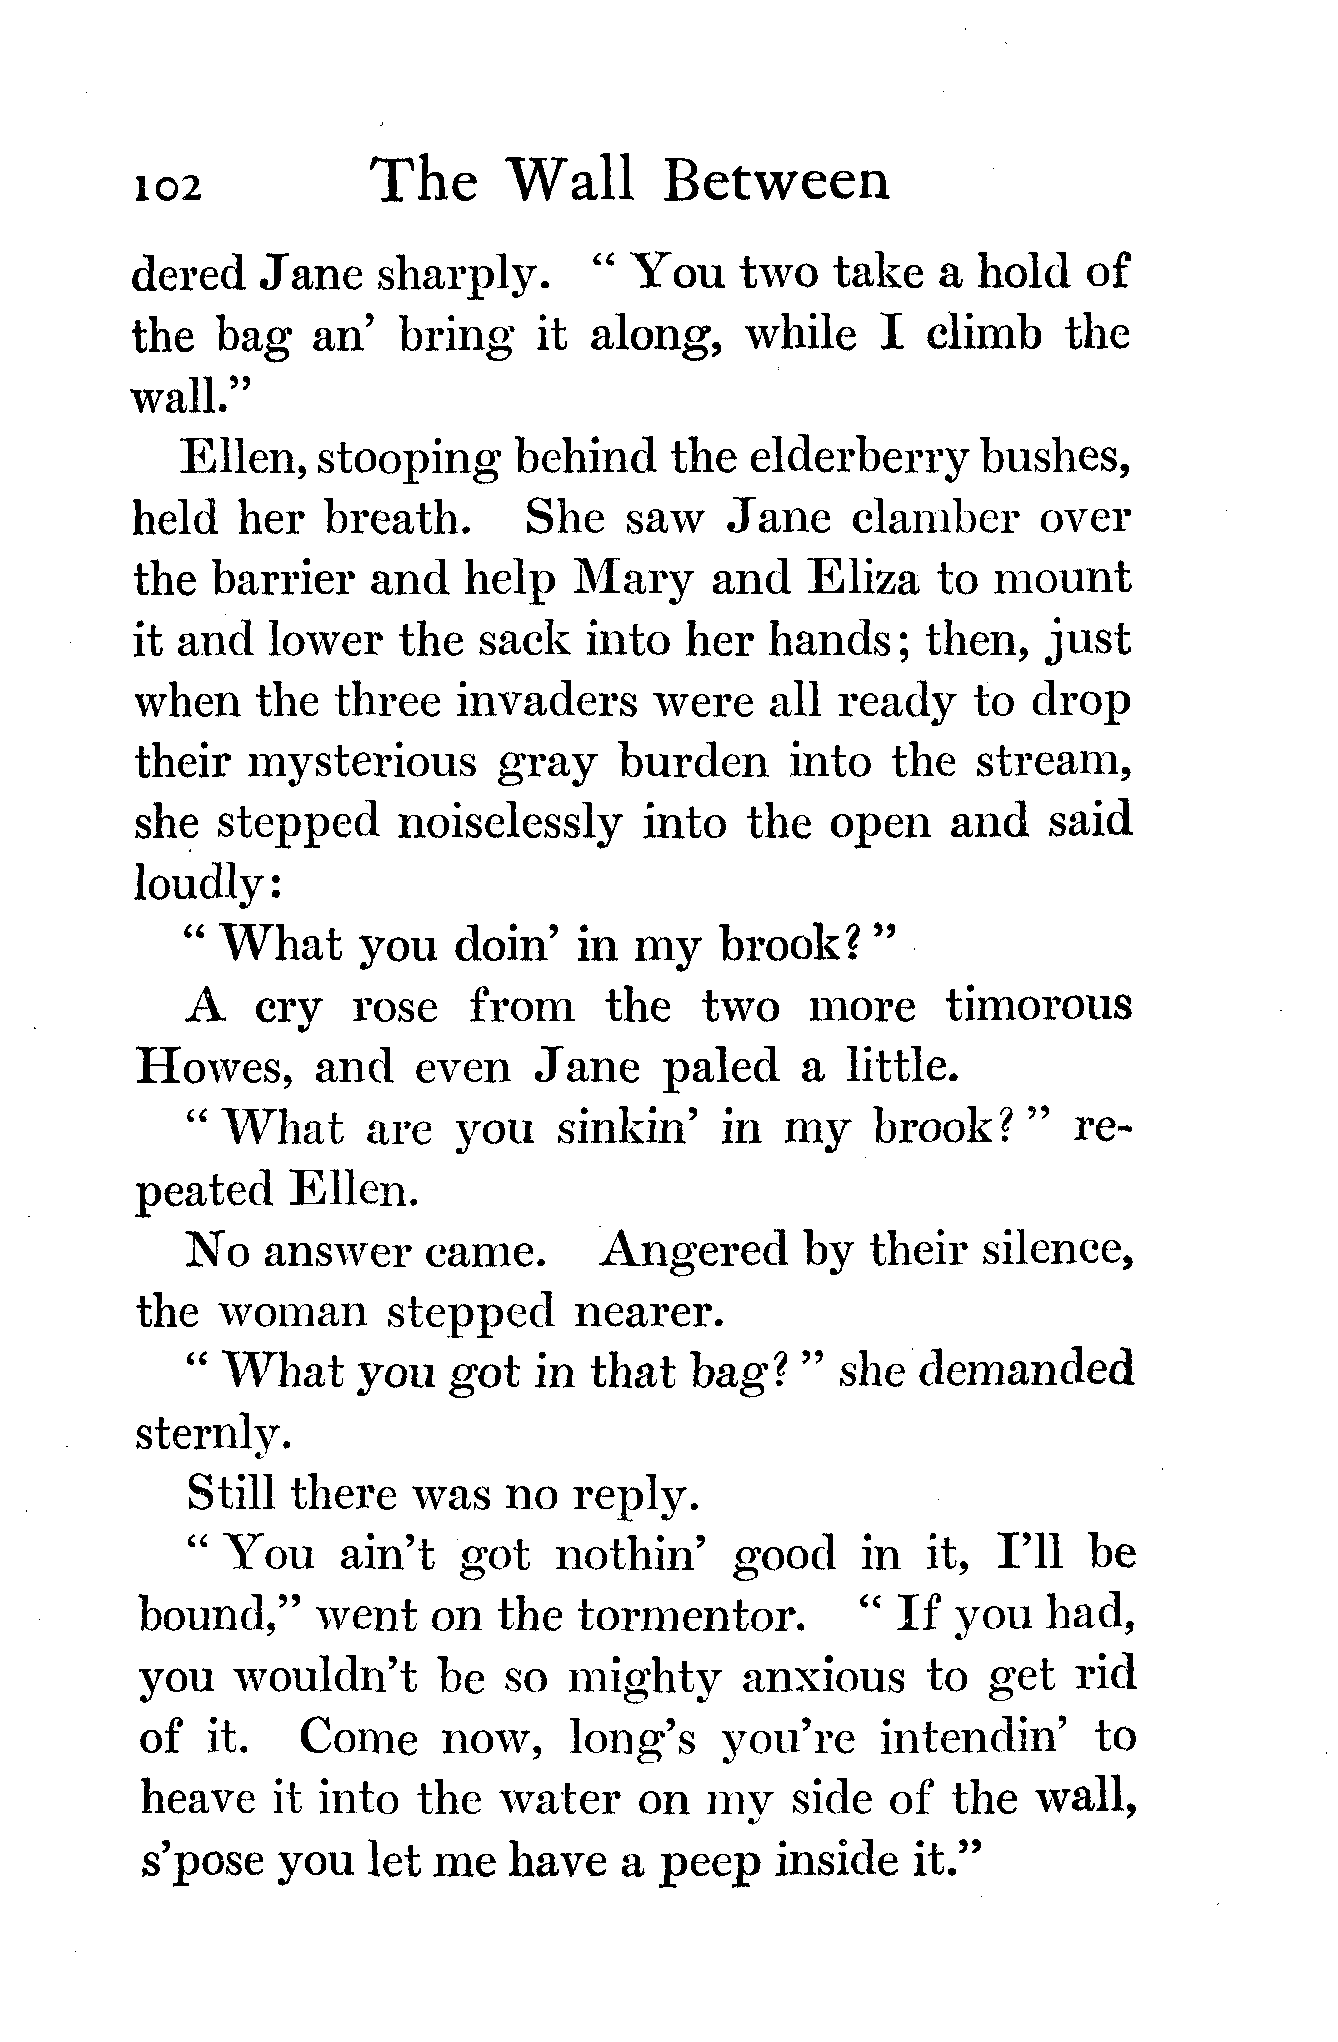 102 The Wall Between
dered Jane sharply. “ You two take a hold of
the bag an’ bring it along, while I climb the
wall.”
Ellen, stooping behind the elderberry bushes,
held her breath. She saw Jane clamber over
the barrier and help Mary and Eliza to mount
it and lower the sack into her hands; then, just
when the three invaders were all ready to drop
their mysterious gray burden into the stream,
she stepped noiselessly into the open and said
loudly:
“ What you doin’ in my brook? ”
A cry rose from the two more timorous
Howes, and even Jane paled a little.
“ What are you sinkin’ in my brook? ” re-
peated Ellen.
No answer came. Angered by their silence,
the woman stepped nearer.
“ What you got in that bag? ” she demanded
sternly.
Still there was no reply.
“ You ain’t got nothin’ good in it, I’ll be
bound,” went on the tormentor. “ If you had,
you wouldn’t be so mighty anxious to get rid
of it. Come now, long’s you’re intendin’ to
heave it into the water on my side of the wall,
s’pose you let me have a peep inside it.”